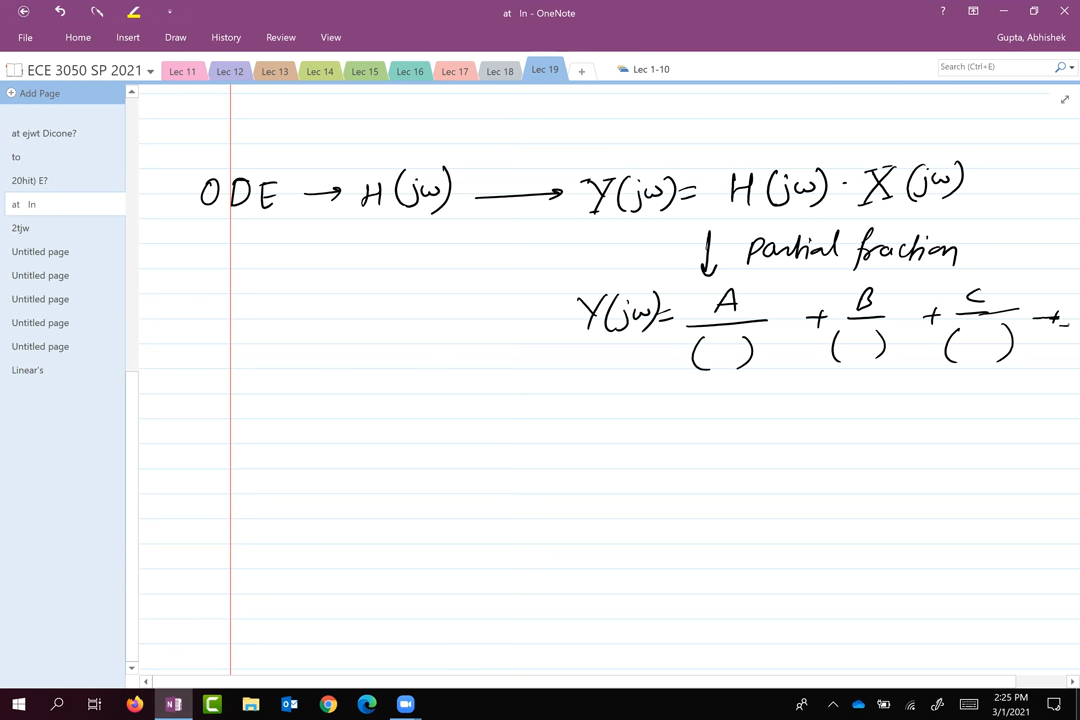 at In - OneNote
?
File Home Insert Draw History Review View
Gupta, Abhishek
ECE 3050 SP 2021 Lec 11 Lec 12 Lec 13 Lec 14 Lec 15 Lec 16 Lec 17 Lec 18 Lec 19 + Lec 1-10
Search (Ctrl+E)
Add Page
at ejwt Dicone?
to
20hit) E?
at In
2tjw
Untitled page
Untitled page
Untitled page
Untitled page
Untitled page
Linear's
ODE → H(jω) → Y(jω) = H(jω) · X(jω)
↓ Partial fraction
Y(jω) = A/( ) + B/( ) + C/( ) +
2:25 PM
3/1/2021